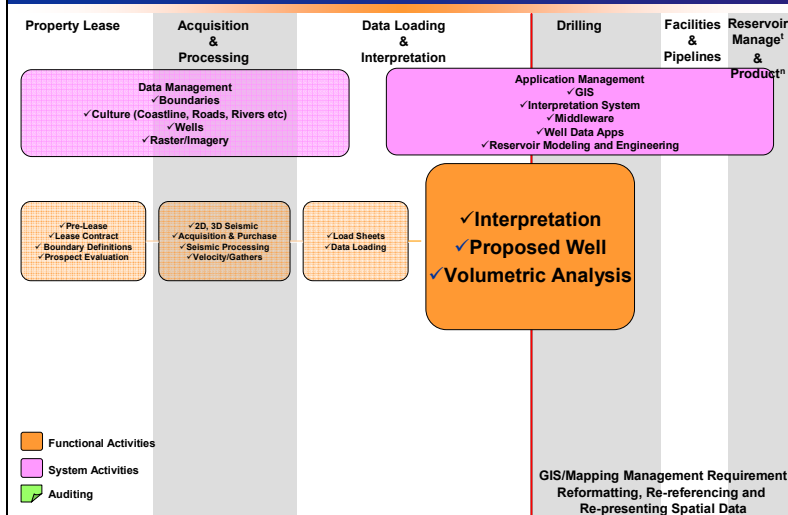 Property Lease
Acquisition
&
Processing
Data Loading
&
Interpretation
Drilling
Facilities
&
Pipelines
Reservoir
Manageᵗ
&
Productⁿ
Data Management
✓Boundaries
✓Culture (Coastline, Roads, Rivers etc)
✓Wells
✓Raster/Imagery
Application Management
✓GIS
✓Interpretation System
✓Middleware
✓Well Data Apps
✓Reservoir Modeling and Engineering
✓Pre-Lease
✓Lease Contract
✓Boundary Definitions
✓Prospect Evaluation
✓2D, 3D Seismic
✓Acquisition & Purchase
✓Seismic Processing
✓Velocity/Gathers
✓Load Sheets
✓Data Loading
✓Interpretation
✓Proposed Well
✓Volumetric Analysis
Functional Activities
System Activities
Auditing
GIS/Mapping Management Requirement
Reformatting, Re-referencing and
Re-presenting Spatial Data